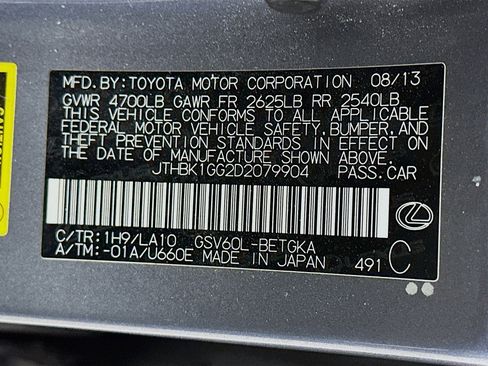 MFD. BY: TOYOTA MOTOR CORPORATION 08/13
GVWR 4700LB GAWR FR 2625LB RR 2540LB
THIS VEHICLE CONFORMS TO ALL APPLICABLE
FEDERAL MOTOR VEHICLE SAFETY, BUMPER, AND
THEFT PREVENTION STANDARDS IN EFFECT ON
THE DATE OF MANUFACTURE SHOWN ABOVE.
JTHBK1GG2D2079904 PASS. CAR
C/TR: 1H9/LA10 GSV60L-BETGKA
A/TM: -01A/U660E MADE IN JAPAN 491 C